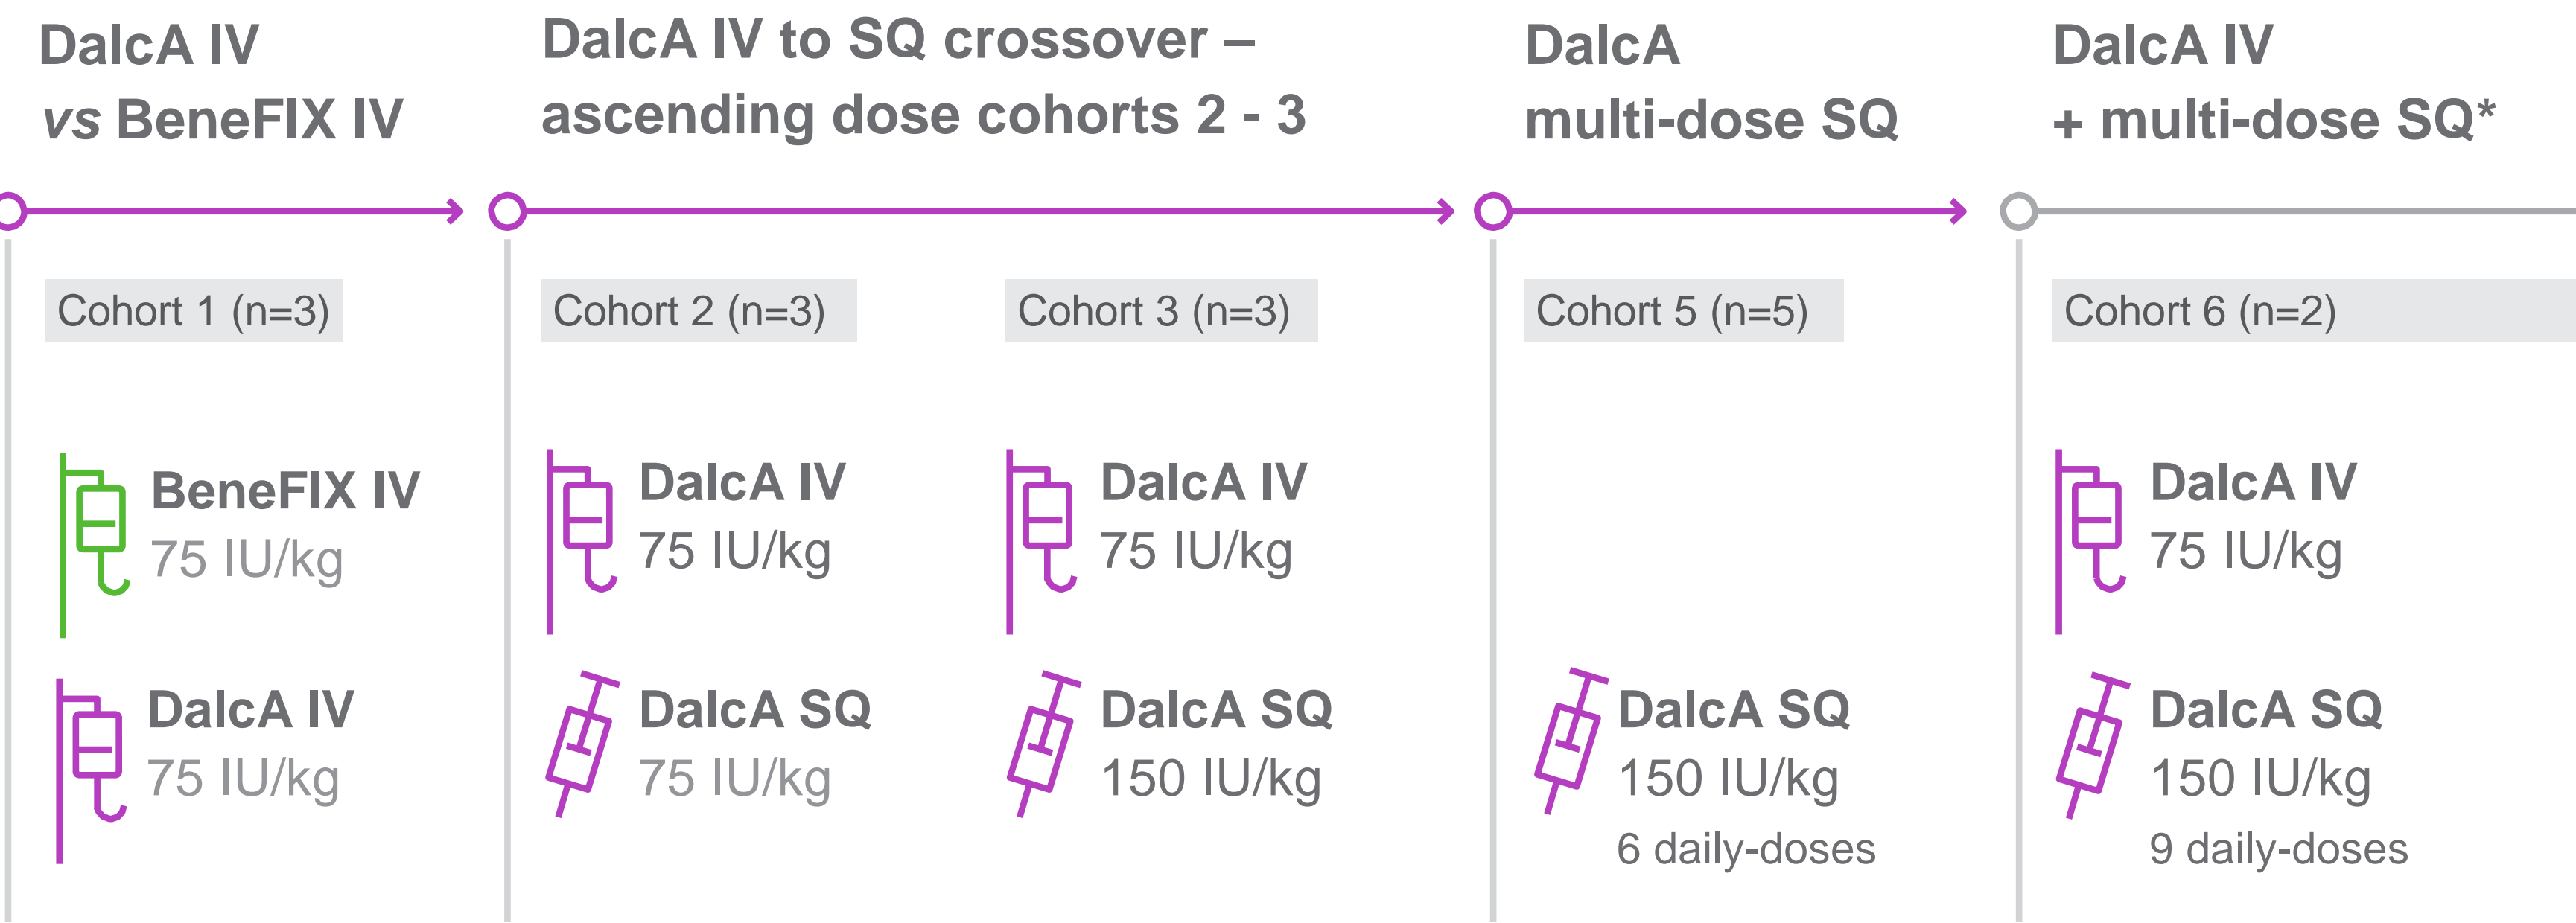 DalcA IV
vs BeneFIX IV
DalcA IV to SQ crossover –
ascending dose cohorts 2 - 3
DalcA
multi-dose SQ
DalcA IV
+ multi-dose SQ*
Cohort 1 (n=3)
Cohort 2 (n=3)
Cohort 3 (n=3)
Cohort 5 (n=5)
Cohort 6 (n=2)
BeneFIX IV
75 IU/kg
DalcA IV
75 IU/kg
DalcA IV
75 IU/kg
DalcA SQ
75 IU/kg
DalcA IV
75 IU/kg
DalcA SQ
150 IU/kg
DalcA SQ
150 IU/kg
6 daily-doses
DalcA IV
75 IU/kg
DalcA SQ
150 IU/kg
9 daily-doses